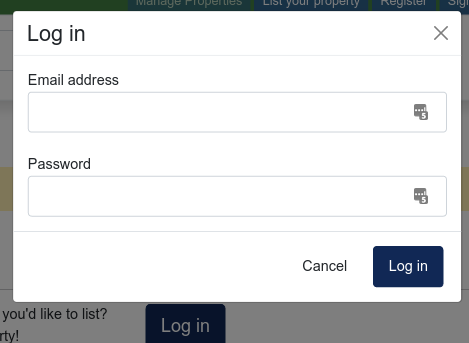 Manage Properties List your property Register Sign
Log in
Email address
Password
Cancel Log in
you'd like to list?
Log in
rty!